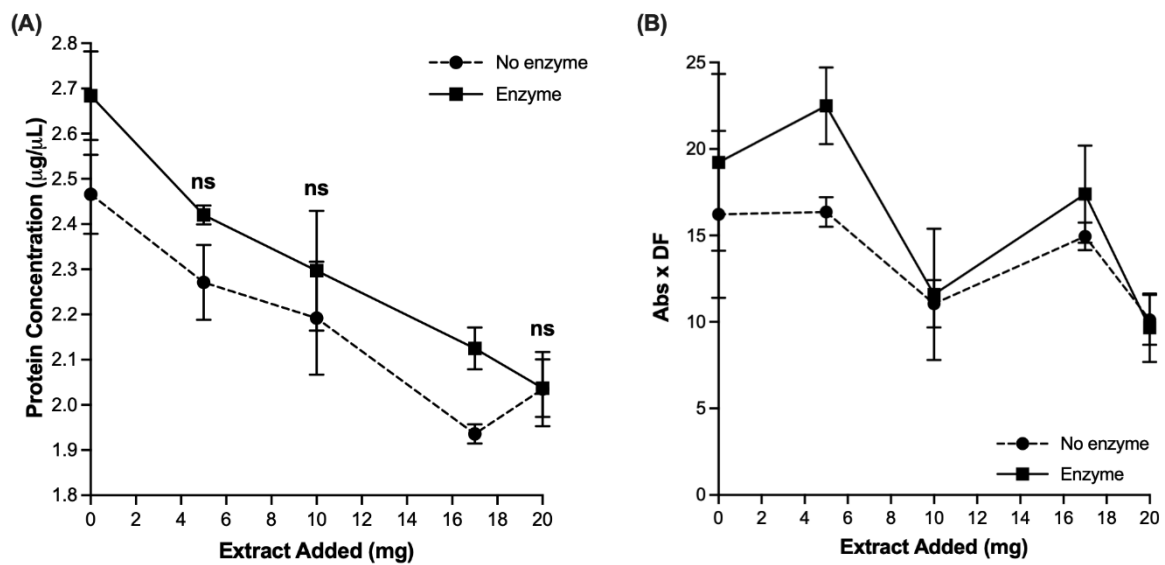 (A)
2.8
2.7
2.6
2.5
2.4
2.3
2.2
2.1
2.0
1.9
1.8
Protein Concentration (µg/µL)
No enzyme
Enzyme
ns
ns
ns
0 2 4 6 8 10 12 14 16 18 20
Extract Added (mg)
(B)
25
20
15
10
5
0
Abs x DF
No enzyme
Enzyme
0 2 4 6 8 10 12 14 16 18 20
Extract Added (mg)